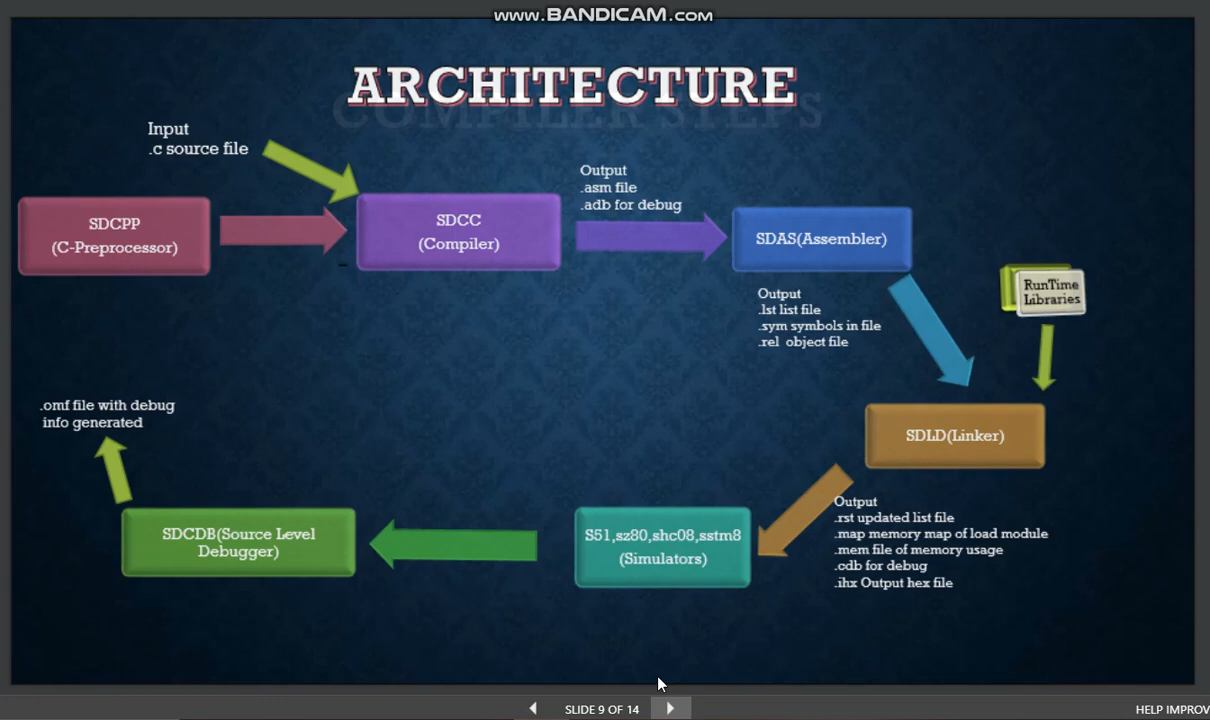 www.BANDICAM.com
ARCHITECTURE
COMPILER STEPS
Input
.c source file
Output
.asm file
.adb for debug
SDCPP
(C-Preprocessor)
SDCC
(Compiler)
SDAS(Assembler)
RunTime
Libraries
Output
.lst list file
.sym symbols in file
.rel object file
.omf file with debug
info generated
SDLD(Linker)
Output
.rst updated list file
.map memory map of load module
.mem file of memory usage
.cdb for debug
.ihx Output hex file
S51,sz80,shc08,sstm8
(Simulators)
SDCDB(Source Level
Debugger)
SLIDE 9 OF 14
HELP IMPROV